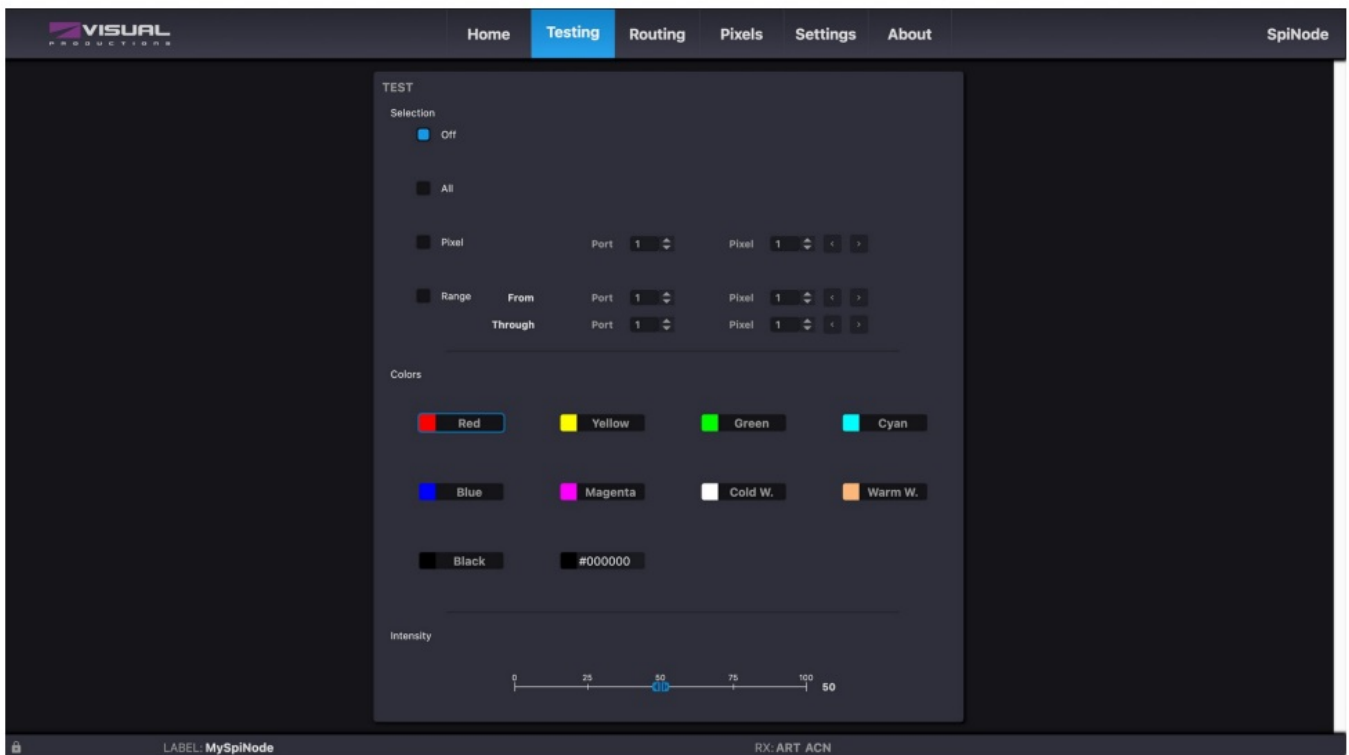 VISUAL
PRODUCTIONS
Home Testing Routing Pixels Settings About SpiNode
TEST
Selection
Off
All
Pixel Port 1 Pixel 1 < >
Range From Port 1 Pixel 1 < >
Through Port 1 Pixel 1 < >
Colors
Red Yellow Green Cyan
Blue Magenta Cold W. Warm W.
Black #000000
Intensity
0 25 50 75 100 50
LABEL: MySpiNode RX: ART ACN